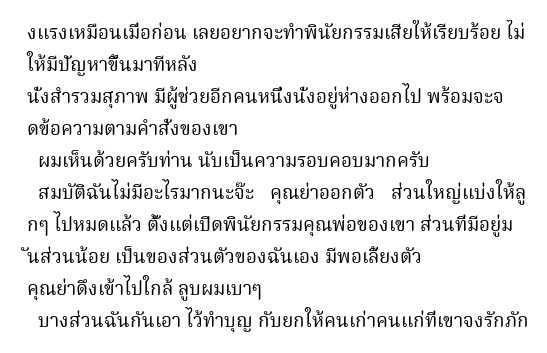 งแรงเหมือนเมื่อก่อน เลยอยากจะทำพินัยกรรมเสียให้เรียบร้อย ไม่
ให้มีปัญหาขึ้นมาทีหลัง
นั่งสำรวมสุภาพ มีผู้ช่วยอีกคนหนึ่งนั่งอยู่ห่างออกไป พร้อมจะจ
ดข้อความตามคำสั่งของเขา
ผมเห็นด้วยครับท่าน นับเป็นความรอบคอบมากครับ
สมบัติฉันไม่มีอะไรมากนะจ๊ะ คุณย่าออกตัว ส่วนใหญ่แบ่งให้ลู
กๆ ไปหมดแล้ว ตั้งแต่เปิดพินัยกรรมคุณพ่อของเขา ส่วนที่มีอยู่ม
ันส่วนน้อย เป็นของส่วนตัวของฉันเอง มีพอเลี้ยงตัว
คุณย่าดึงเข้าไปใกล้ ลูบผมเบาๆ
บางส่วนฉันกันเอา ไว้ทำบุญ กับยกให้คนเก่าคนแก่ที่เขาจงรักภัก